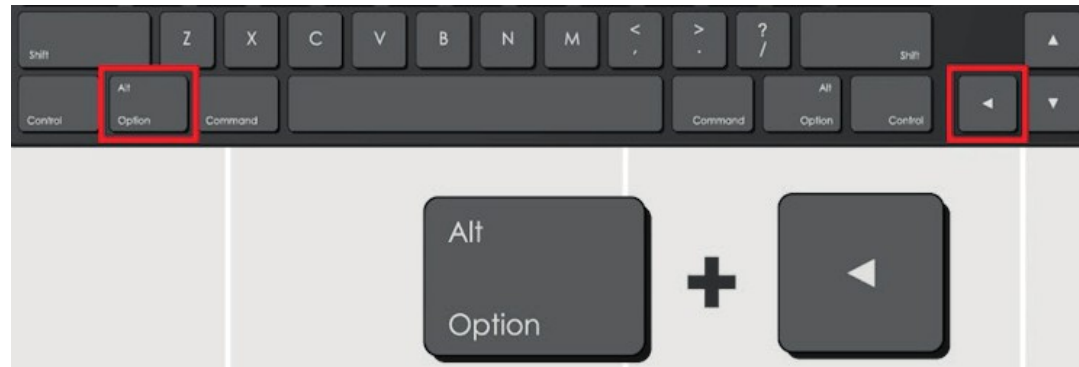 Shift Z X C V B N M < , > . ? / Shift ▲
Control Alt Option Command Command Alt Option Control ◄ ▼
Alt
Option
+
◄